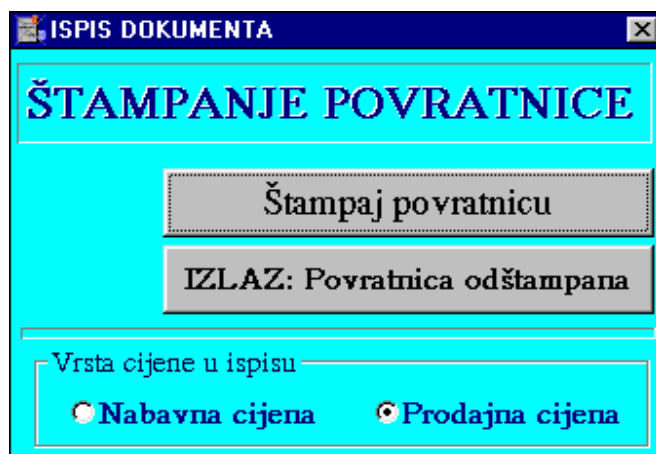 ISPIS DOKUMENTA
ŠTAMPANJE POVRATNICE
Štampaj povratnicu
IZLAZ: Povratnica odštampana
Vrsta cijene u ispisu
Nabavna cijena Prodajna cijena